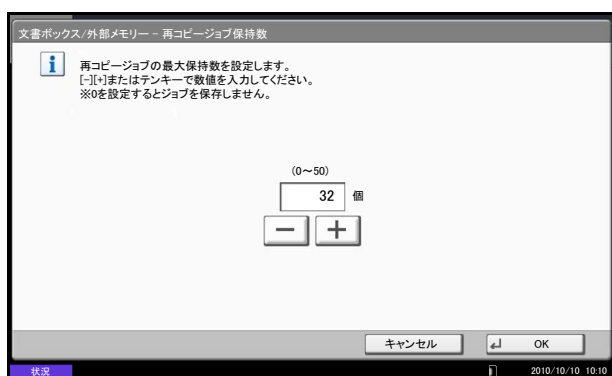 文書ボックス/外部メモリー - 再コピージョブ保持数
再コピージョブの最大保持数を設定します。
[-][+]またはテンキーで数値を入力してください。
※0を設定するとジョブを保存しません。
(0～50)
32 個
キャンセル
OK
状況
2010/10/10 10:10